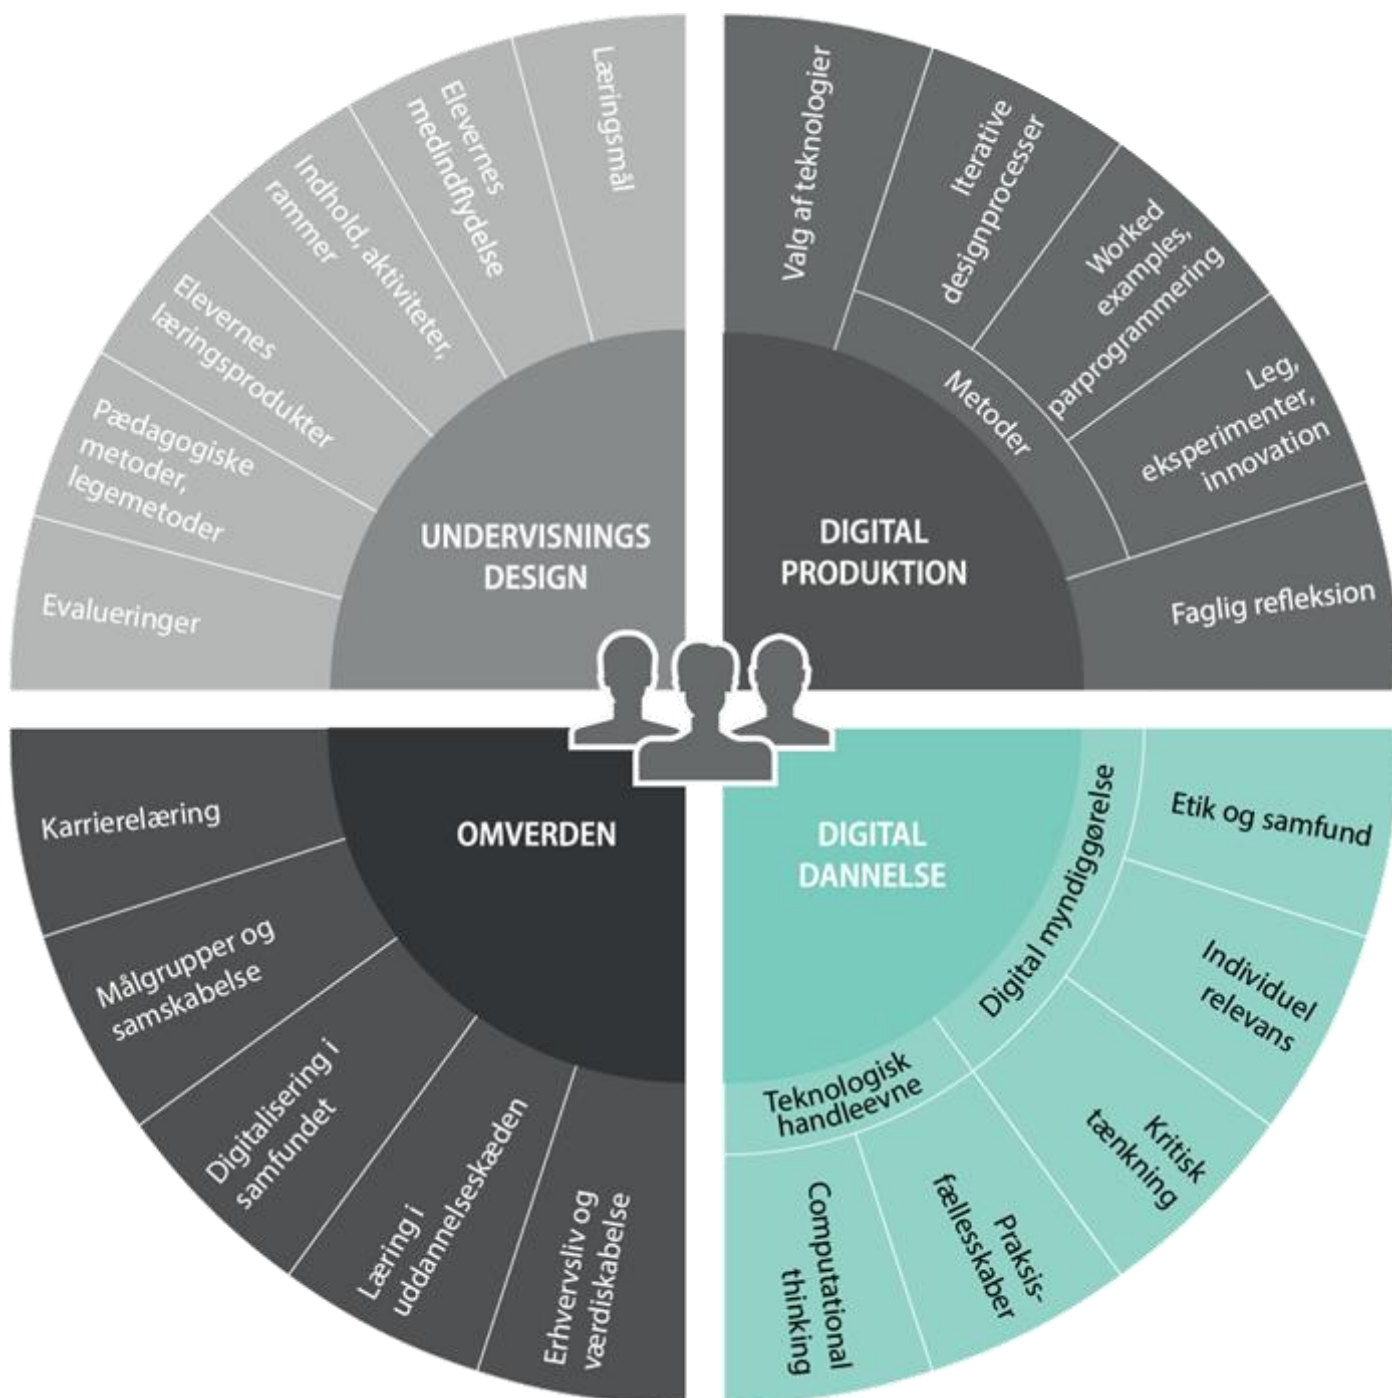 Læringsmål
Elevernes
medindflydelse
Indhold, aktiviteter,
rammer
Elevernes
læringsprodukter
Pædagogiske
metoder,
legemetoder
Evalueringer
UNDERVISNINGS
DESIGN
Valg af teknologier
Iterative
designprocesser
Worked
examples,
parprogrammering
Leg,
eksperimenter,
innovation
Metoder
Faglig refleksion
DIGITAL
PRODUKTION
Karrierelæring
Målgrupper og
samskabelse
Digitalisering i
samfundet
Læring i
uddannelseskæden
Erhvervsliv og
værdiskabelse
OMVERDEN
DIGITAL
DANNELSE
Digital myndiggørelse
Etik og samfund
Individuel
relevans
Kritisk
tænkning
Teknologisk
handleevne
Praksis-
fællesskaber
Computational
thinking